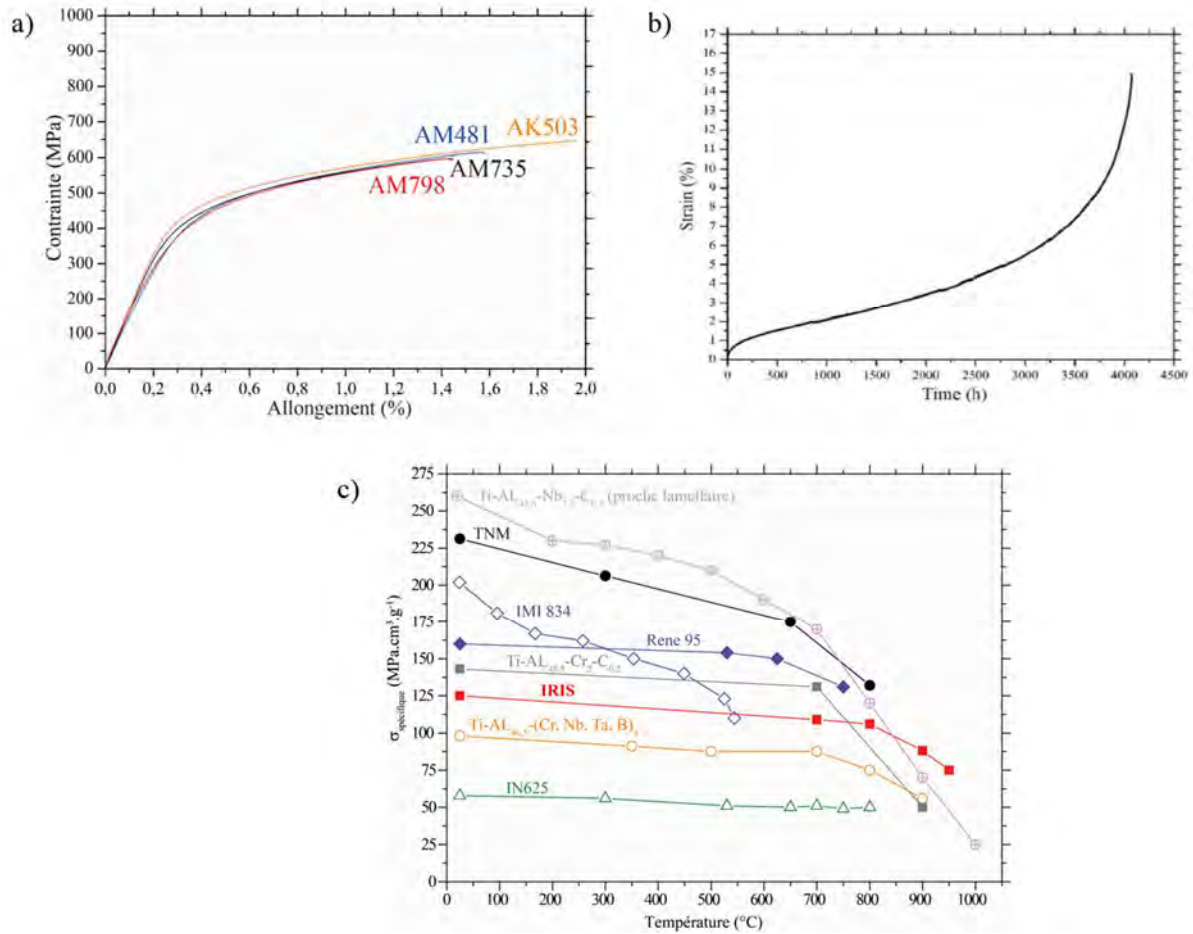 a)
1000
900
800
700
600
500
400
300
200
100
0
Contrainte (MPa)
AM481
AK503
AM735
AM798
0,0 0,2 0,4 0,6 0,8 1,0 1,2 1,4 1,6 1,8 2,0
Allongement (%)
b)
17
16
15
14
13
12
11
10
9
8
7
6
5
4
3
2
1
0
Strain (%)
0 500 1000 1500 2000 2500 3000 3500 4000 4500
Time (h)
c)
275
250
225
200
175
150
125
100
75
50
25
0
σspécifique (MPa.cm³.g⁻¹)
(proche lamellaire)
TNM
IMI 834
Rene 95
IRIS
(Cr, Nb, Ta, B)
IN625
0 100 200 300 400 500 600 700 800 900 1000
Température (°C)